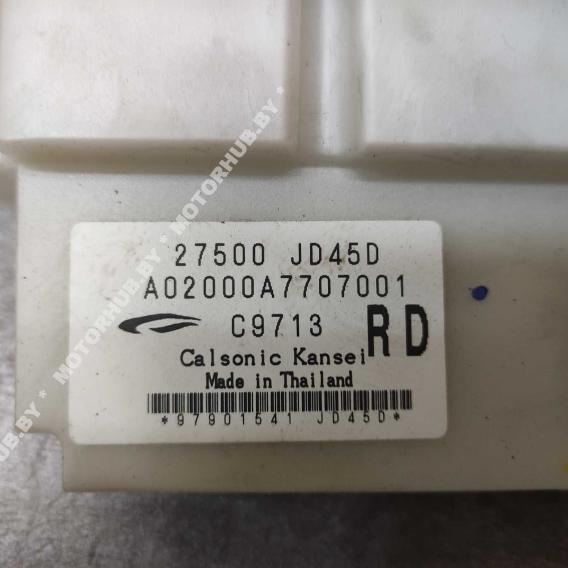 27500 JD45D
A02000A7707001
C9713 RD
Calsonic Kansei
Made in Thailand
*97901541 JD45D*
MOTORHUB.BY * MOTORHUB.BY *